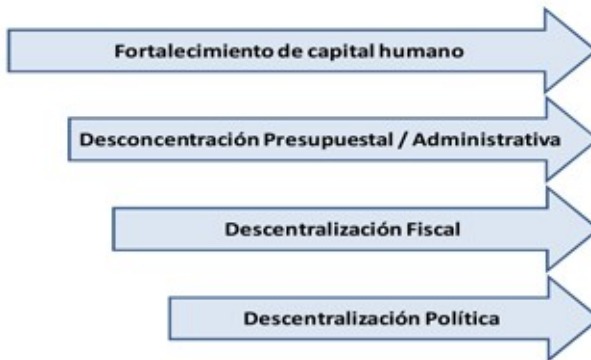 Fortalecimiento de capital humano
Desconcentración Presupuestal / Administrativa
Descentralización Fiscal
Descentralización Política